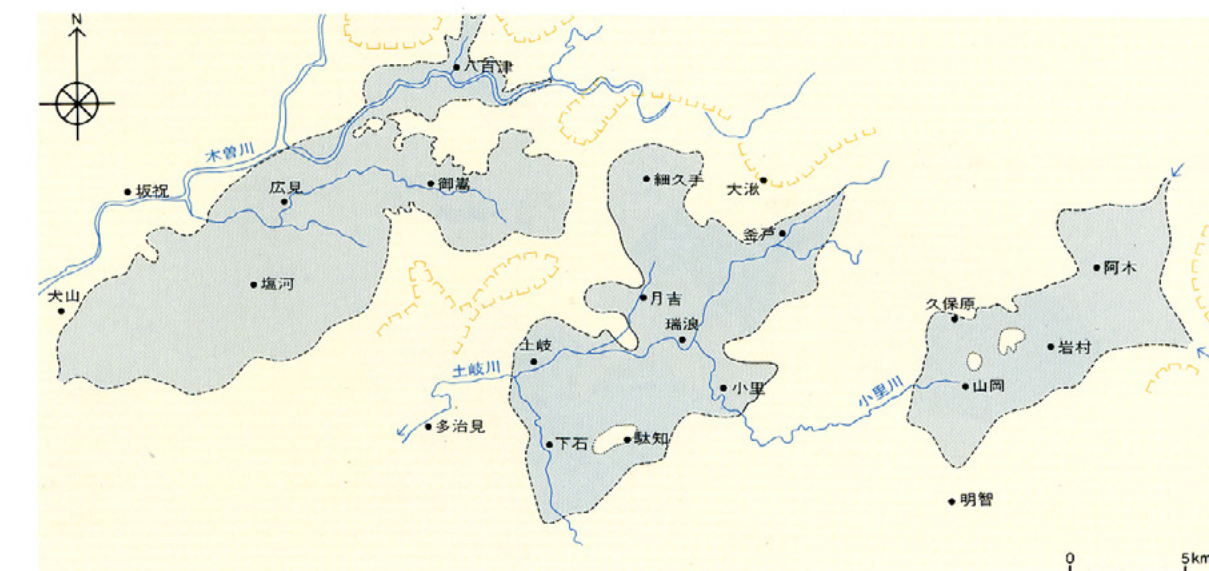 N
八百津
木曽川
坂祝
広見
御嵩
細久手
大湫
釜戸
阿木
塩河
犬山
月吉
瑞浪
久保原
岩村
土岐
土岐川
小里
小里川
山岡
多治見
下石
駄知
明智
0 5km